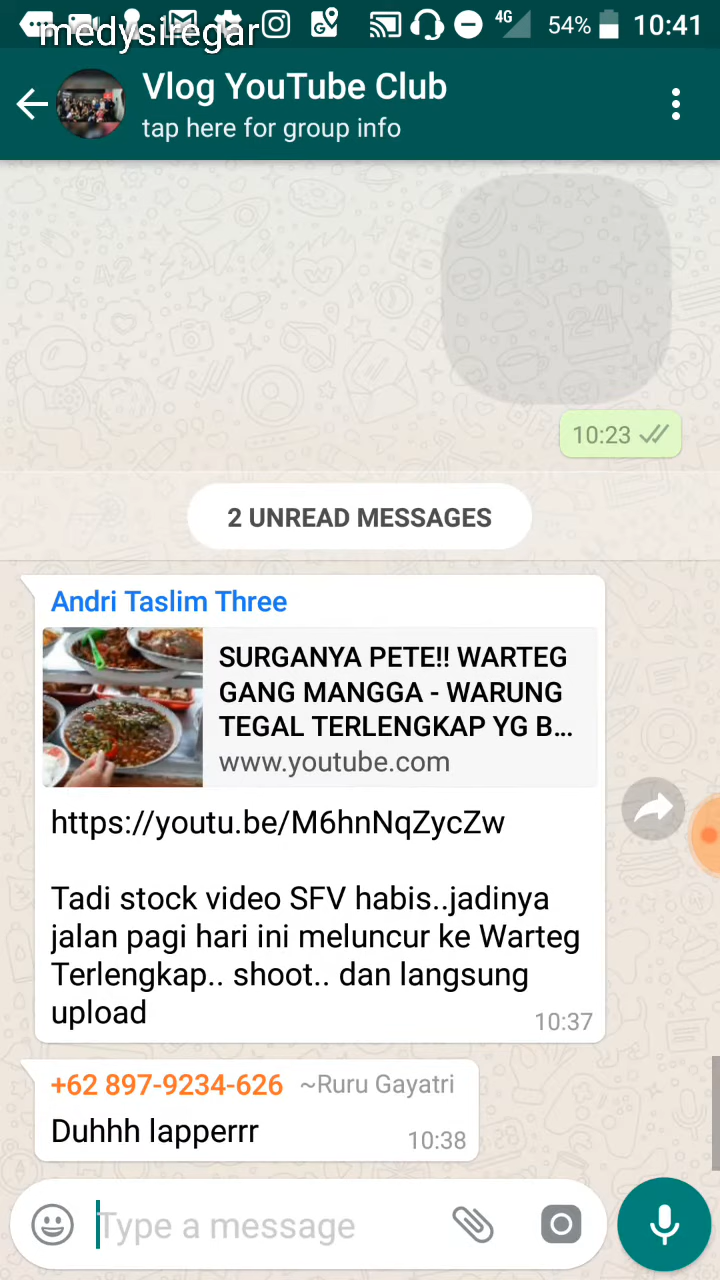 medysiregar
4G 54% 10:41
Vlog YouTube Club
tap here for group info
10:23
2 UNREAD MESSAGES
Andri Taslim Three
SURGANYA PETE!! WARTEG
GANG MANGGA - WARUNG
TEGAL TERLENGKAP YG B...
www.youtube.com
https://youtu.be/M6hnNqZycZw
Tadi stock video SFV habis..jadinya
jalan pagi hari ini meluncur ke Warteg
Terlengkap.. shoot.. dan langsung
upload
10:37
+62 897-9234-626 ~Ruru Gayatri
Duhhh lapperrr
10:38
Type a message